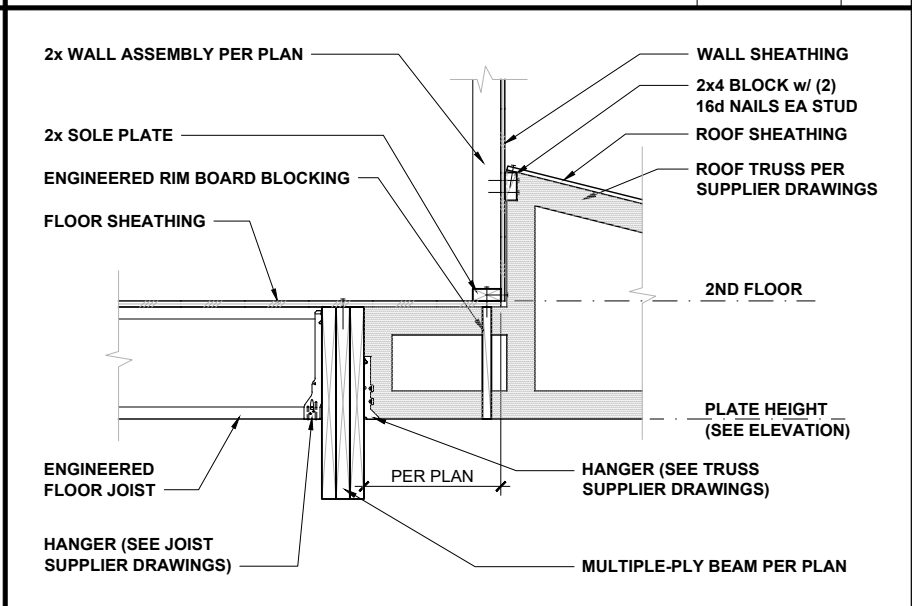 2x WALL ASSEMBLY PER PLAN
2x SOLE PLATE
ENGINEERED RIM BOARD BLOCKING
FLOOR SHEATHING
WALL SHEATHING
2x4 BLOCK w/ (2)
16d NAILS EA STUD
ROOF SHEATHING
ROOF TRUSS PER
SUPPLIER DRAWINGS
2ND FLOOR
PLATE HEIGHT
(SEE ELEVATION)
ENGINEERED
FLOOR JOIST
PER PLAN
HANGER (SEE TRUSS
SUPPLIER DRAWINGS)
HANGER (SEE JOIST
SUPPLIER DRAWINGS)
MULTIPLE-PLY BEAM PER PLAN